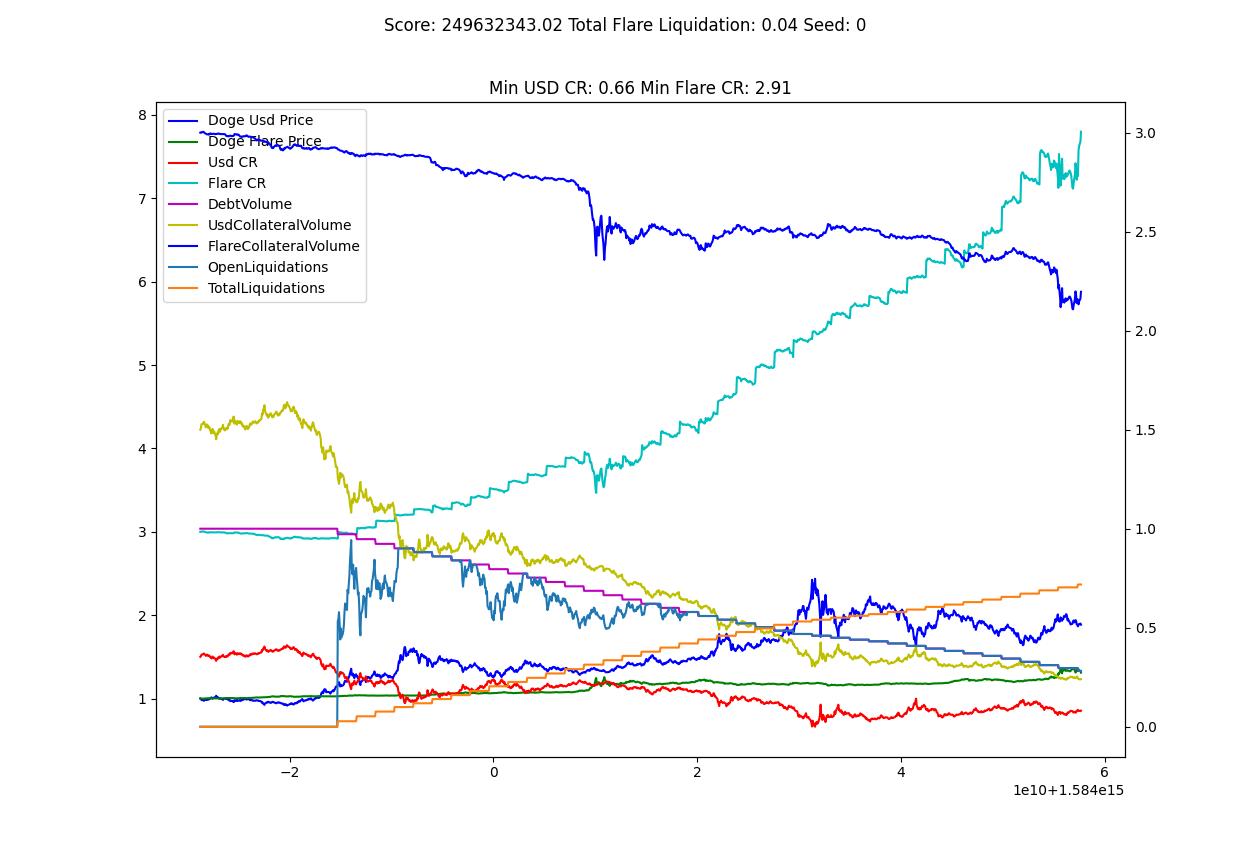 Score: 249632343.02 Total Flare Liquidation: 0.04 Seed: 0
Min USD CR: 0.66 Min Flare CR: 2.91
Doge Usd Price
Doge Flare Price
Usd CR
Flare CR
DebtVolume
UsdCollateralVolume
FlareCollateralVolume
OpenLiquidations
TotalLiquidations
8
7
6
5
4
3
2
1
3.0
2.5
2.0
1.5
1.0
0.5
0.0
−2
0
2
4
6
1e10+1.584e15